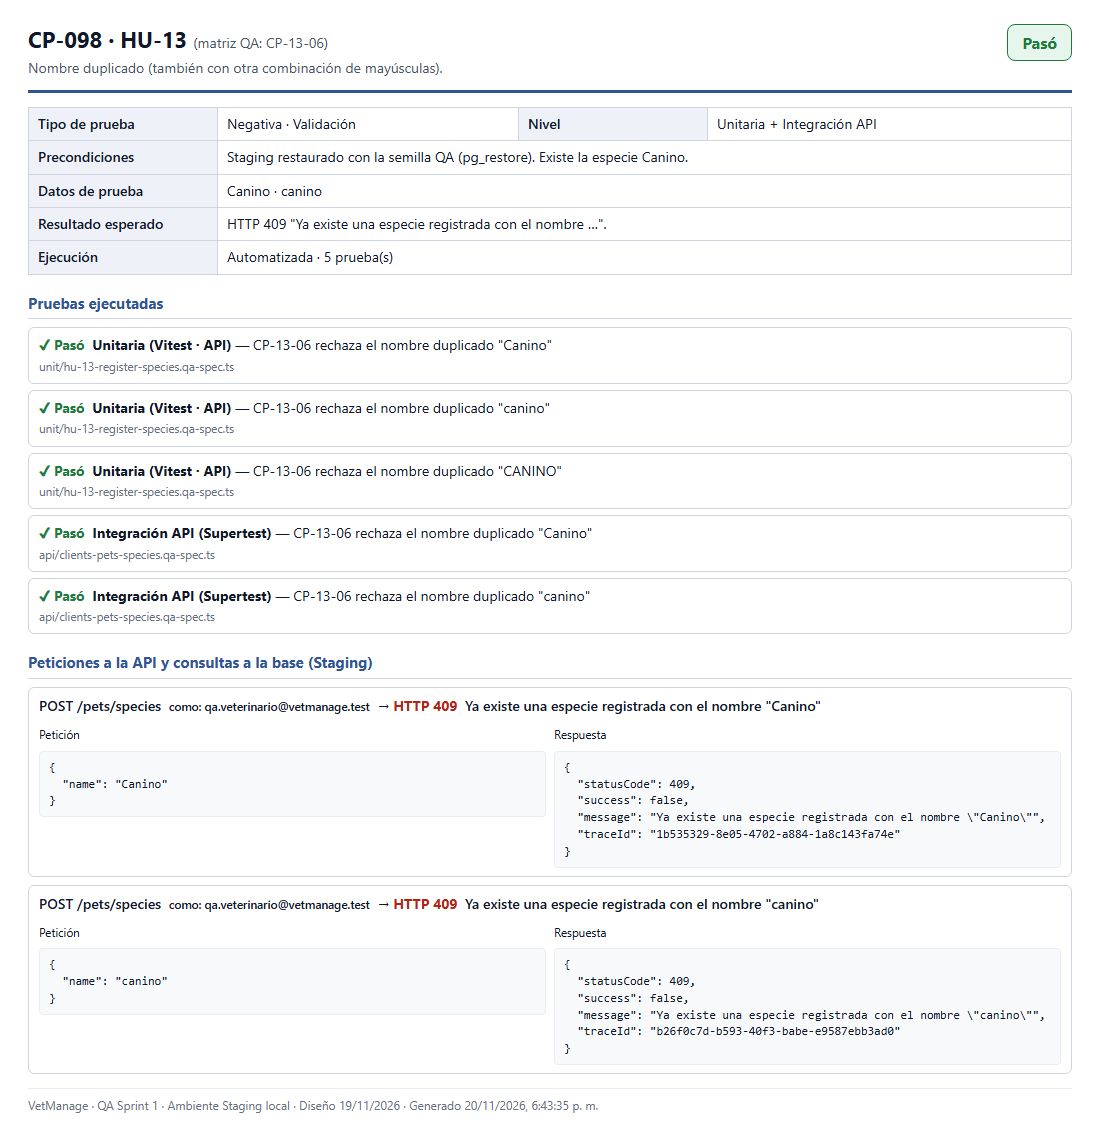 CP-098 · HU-13 (matriz QA: CP-13-06)
Pasó
Nombre duplicado (también con otra combinación de mayúsculas).
Tipo de prueba Negativa · Validación Nivel Unitaria + Integración API
Precondiciones Staging restaurado con la semilla QA (pg_restore). Existe la especie Canino.
Datos de prueba Canino · canino
Resultado esperado HTTP 409 "Ya existe una especie registrada con el nombre ...".
Ejecución Automatizada · 5 prueba(s)
Pruebas ejecutadas
✓ Pasó Unitaria (Vitest · API) — CP-13-06 rechaza el nombre duplicado "Canino"
unit/hu-13-register-species.qa-spec.ts
✓ Pasó Unitaria (Vitest · API) — CP-13-06 rechaza el nombre duplicado "canino"
unit/hu-13-register-species.qa-spec.ts
✓ Pasó Unitaria (Vitest · API) — CP-13-06 rechaza el nombre duplicado "CANINO"
unit/hu-13-register-species.qa-spec.ts
✓ Pasó Integración API (Supertest) — CP-13-06 rechaza el nombre duplicado "Canino"
api/clients-pets-species.qa-spec.ts
✓ Pasó Integración API (Supertest) — CP-13-06 rechaza el nombre duplicado "canino"
api/clients-pets-species.qa-spec.ts
Peticiones a la API y consultas a la base (Staging)
POST /pets/species como: qa.veterinario@vetmanage.test → HTTP 409 Ya existe una especie registrada con el nombre "Canino"
Petición
{
"name": "Canino"
}
Respuesta
{
"statusCode": 409,
"success": false,
"message": "Ya existe una especie registrada con el nombre \"Canino\"",
"traceId": "1b535329-8e05-4702-a884-1a8c143fa74e"
}
POST /pets/species como: qa.veterinario@vetmanage.test → HTTP 409 Ya existe una especie registrada con el nombre "canino"
Petición
{
"name": "canino"
}
Respuesta
{
"statusCode": 409,
"success": false,
"message": "Ya existe una especie registrada con el nombre \"canino\"",
"traceId": "b26f0c7d-b593-40f3-babe-e9587ebb3ad0"
}
VetManage · QA Sprint 1 · Ambiente Staging local · Diseño 19/11/2026 · Generado 20/11/2026, 6:43:35 p. m.